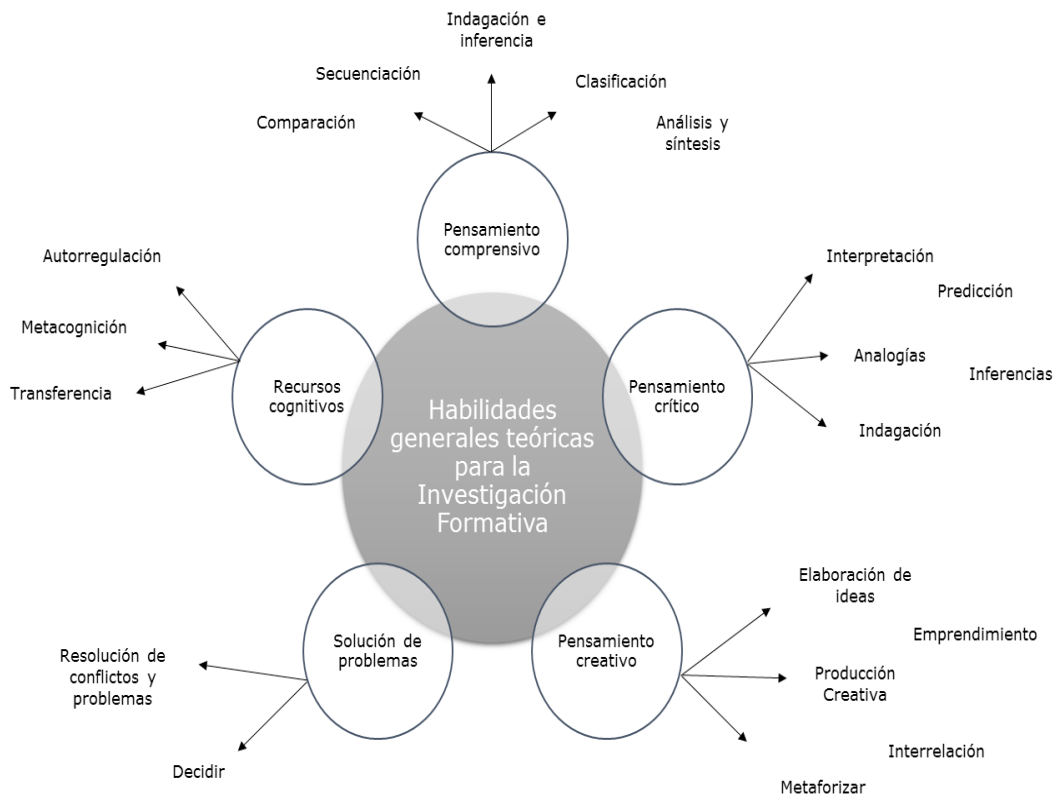 Indagación e
inferencia
Secuenciación
Clasificación
Comparación
Análisis y
síntesis
Pensamiento
comprensivo
Autorregulación
Metacognición
Transferencia
Recursos
cognitivos
Interpretación
Predicción
Analogías
Inferencias
Indagación
Pensamiento
crítico
Habilidades
generales teóricas
para la
Investigación
Formativa
Solución de
problemas
Resolución de
conflictos y
problemas
Decidir
Pensamiento
creativo
Elaboración de
ideas
Emprendimiento
Producción
Creativa
Interrelación
Metaforizar